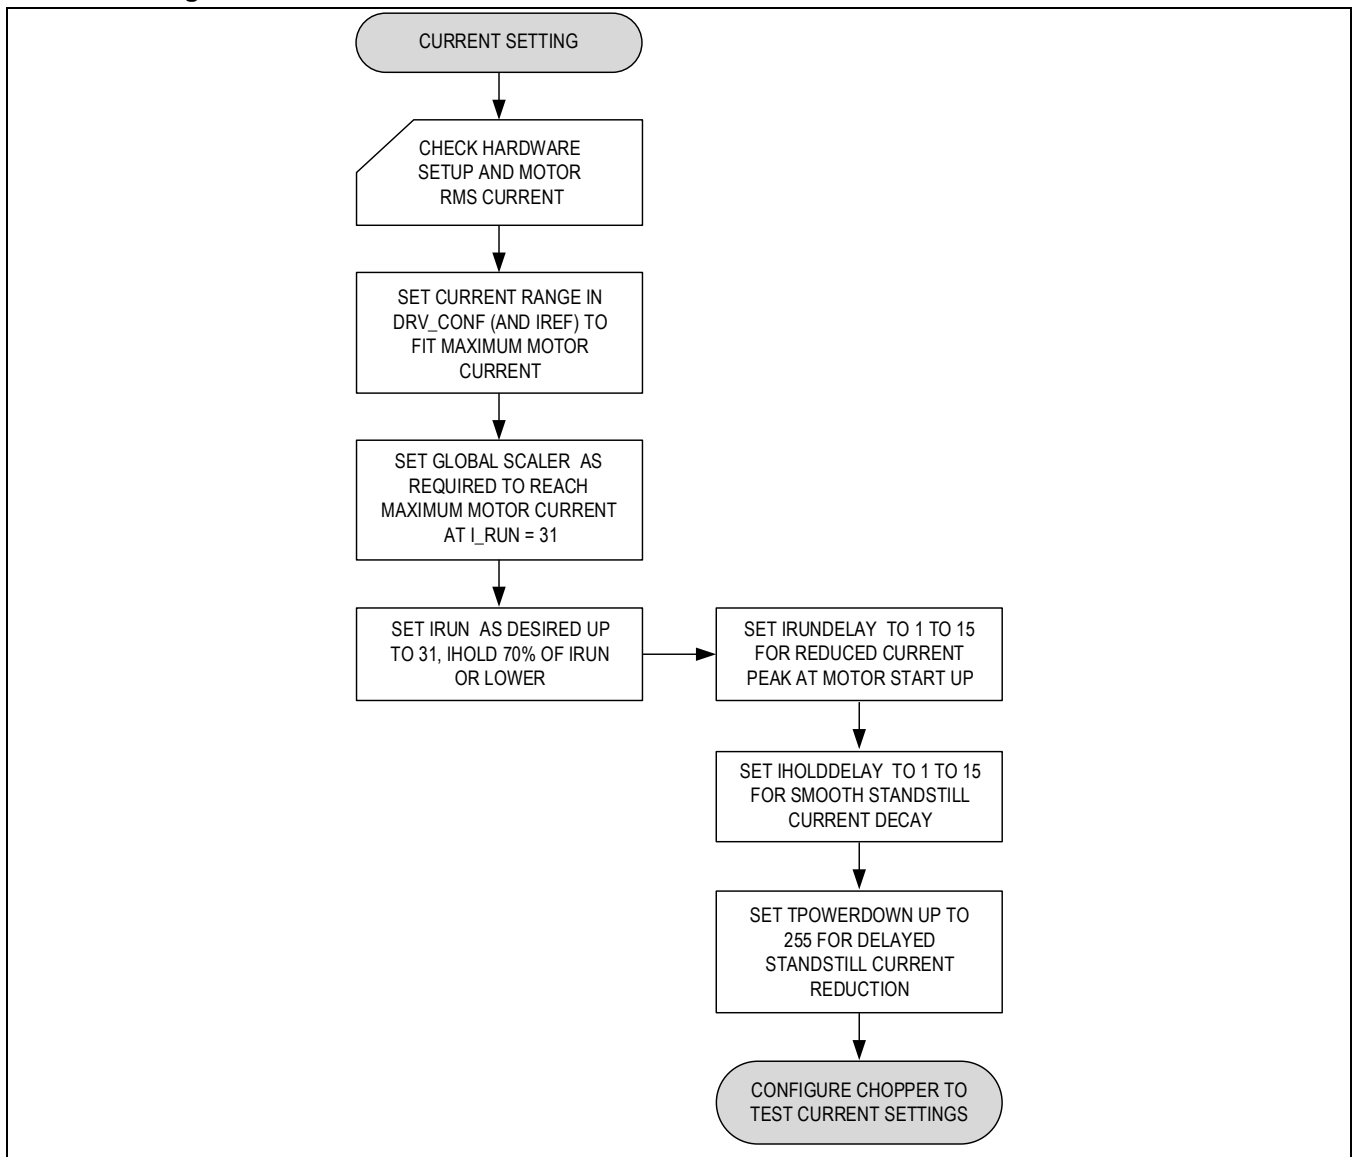 CURRENT SETTING
CHECK HARDWARE
SETUP AND MOTOR
RMS CURRENT
SET CURRENT RANGE IN
DRV_CONF (AND IREF) TO
FIT MAXIMUM MOTOR
CURRENT
SET GLOBAL SCALER AS
REQUIRED TO REACH
MAXIMUM MOTOR CURRENT
AT I_RUN = 31
SET IRUN AS DESIRED UP
TO 31, IHOLD 70% OF IRUN
OR LOWER
SET IRUNDELAY TO 1 TO 15
FOR REDUCED CURRENT
PEAK AT MOTOR START UP
SET IHOLDDELAY TO 1 TO 15
FOR SMOOTH STANDSTILL
CURRENT DECAY
SET TPOWERDOWN UP TO
255 FOR DELAYED
STANDSTILL CURRENT
REDUCTION
CONFIGURE CHOPPER TO
TEST CURRENT SETTINGS